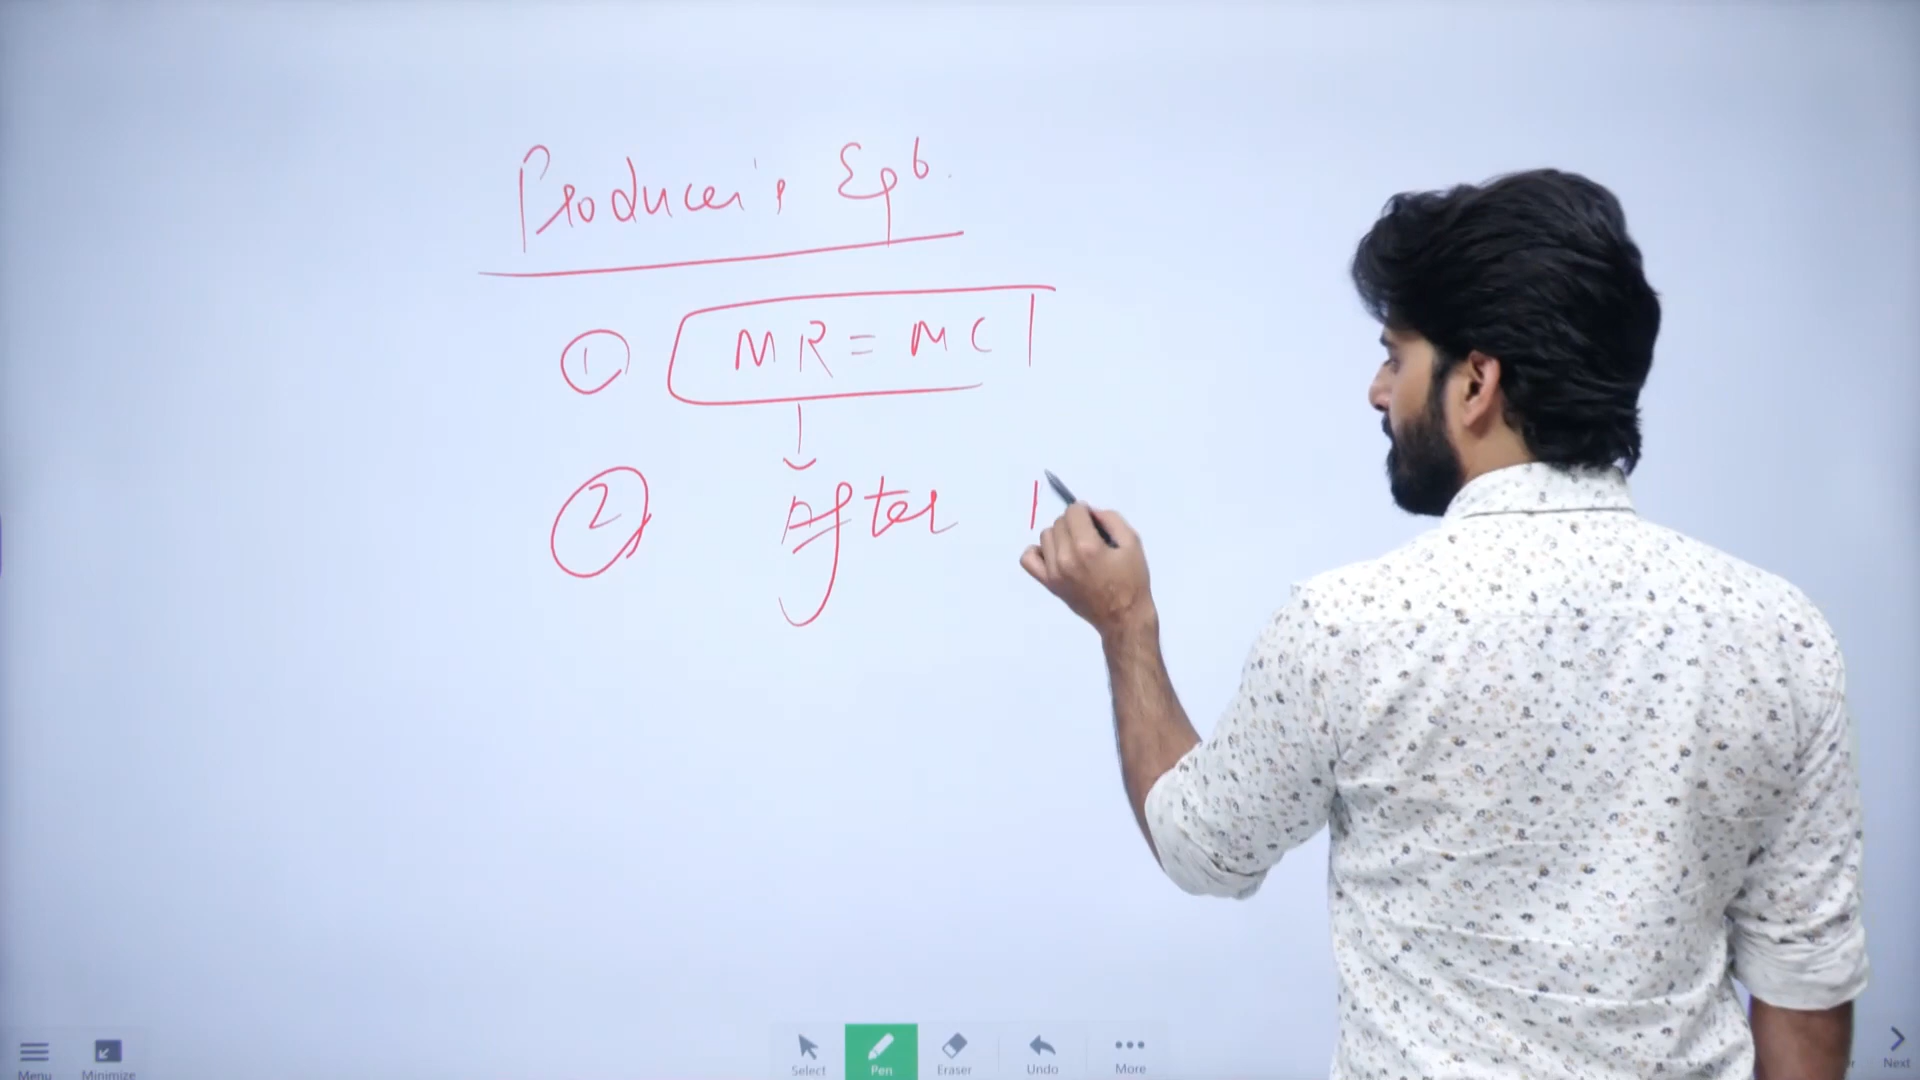 Producer's Eqb.
① MR = MC
② After
Menu Minimize Select Pen Eraser Undo More Next